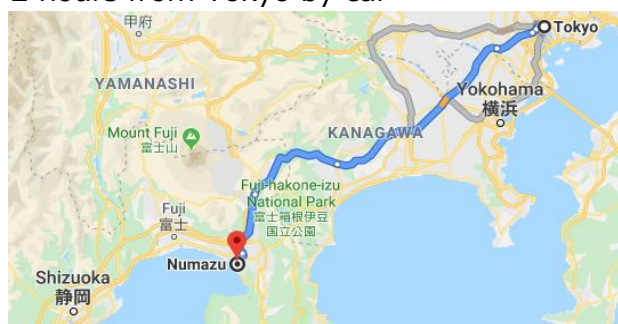 2 hours from Tokyo by car
甲府
Tokyo
YAMANASHI
Yokohama
横浜
Mount Fuji
富士山
KANAGAWA
Fuji-hakone-izu
National Park
富士箱根伊豆
国立公園
Fuji
富士
Numazu
Shizuoka
静岡